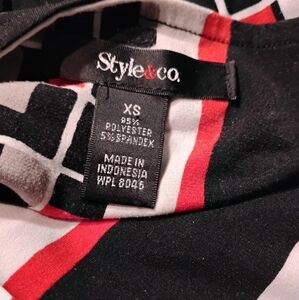 Style&co.
XS
95%
POLYESTER
5% SPANDEX
MADE IN
INDONESIA
WPL 8045